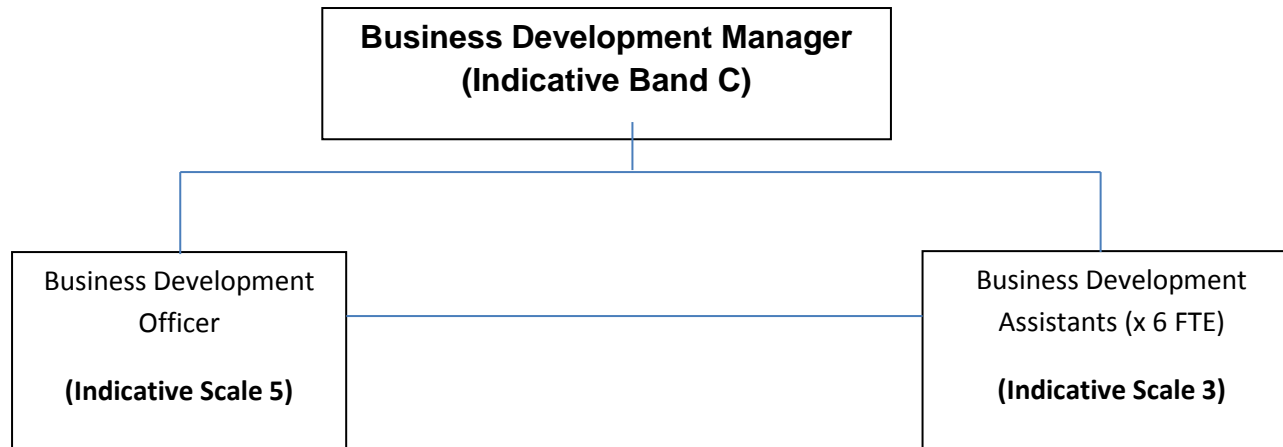 Business Development Manager
(Indicative Band C)
Business Development
Officer
(Indicative Scale 5)
Business Development
Assistants (x 6 FTE)
(Indicative Scale 3)